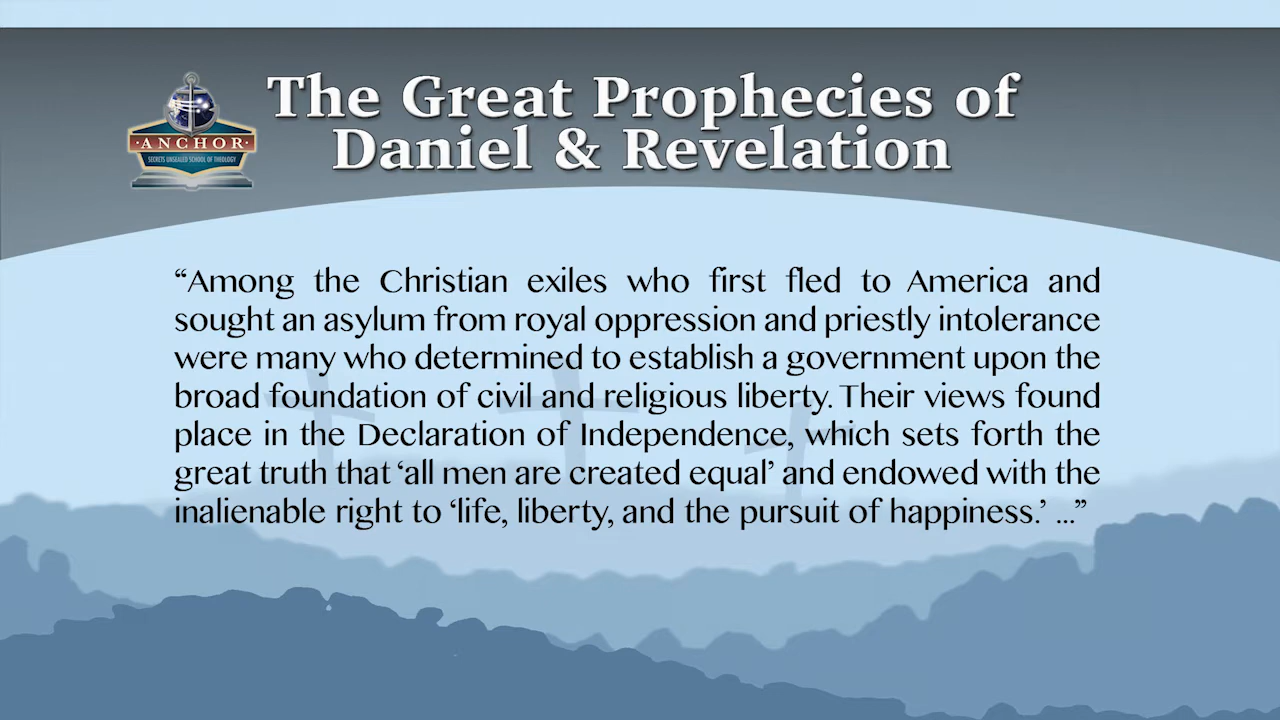 The Great Prophecies of
Daniel & Revelation
·ANCHOR·
SECRETS UNSEALED SCHOOL OF THEOLOGY
“Among the Christian exiles who first fled to America and
sought an asylum from royal oppression and priestly intolerance
were many who determined to establish a government upon the
broad foundation of civil and religious liberty. Their views found
place in the Declaration of Independence, which sets forth the
great truth that ‘all men are created equal’ and endowed with the
inalienable right to ‘life, liberty, and the pursuit of happiness.’ ...”